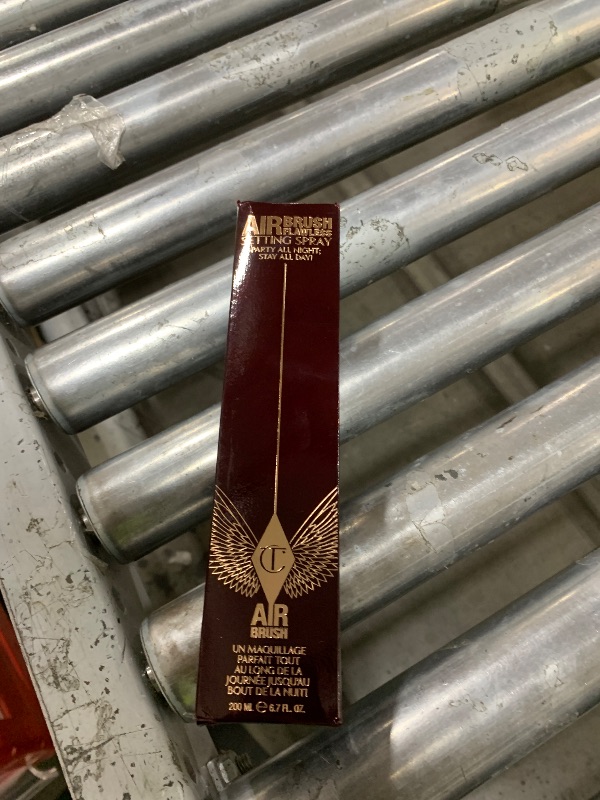 AIRBRUSH
FLAWLESS
SETTING SPRAY
PARTY ALL NIGHT;
STAY ALL DAY!
CT
AIR
BRUSH
UN MAQUILLAGE
PARFAIT TOUT
AU LONG DE LA
JOURNÉE JUSQU'AU
BOUT DE LA NUIT!
200 ML ℮ 6.7 FL. OZ.